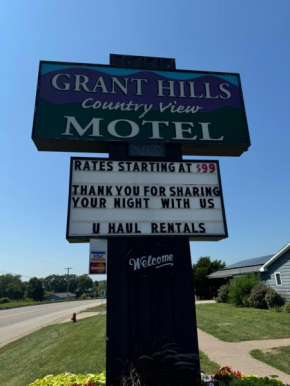 GRANT HILLS
Country View
MOTEL
RATES STARTING AT $99
THANK YOU FOR SHARING
YOUR NIGHT WITH US
U HAUL RENTALS
Welcome